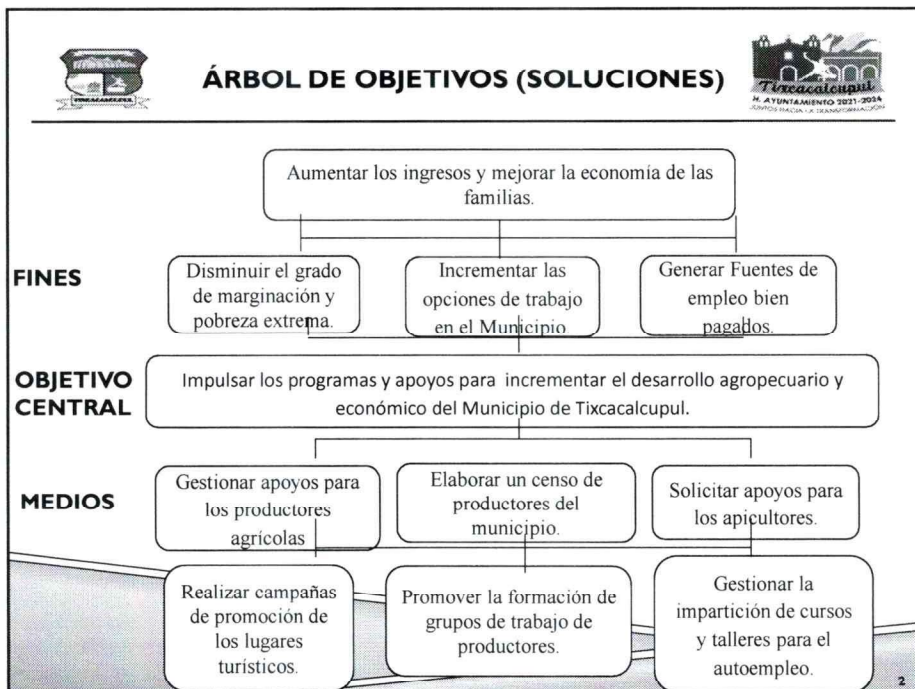 ÁRBOL DE OBJETIVOS (SOLUCIONES)
TIXCACALCUPUL
Tixcacalcupul
H. AYUNTAMIENTO 2021-2024
JUNTOS HACIA LA TRANSFORMACIÓN
Aumentar los ingresos y mejorar la economía de las
familias.
FINES
Disminuir el grado
de marginación y
pobreza extrema.
Incrementar las
opciones de trabajo
en el Municipio
Generar Fuentes de
empleo bien
pagados.
OBJETIVO
CENTRAL
Impulsar los programas y apoyos para incrementar el desarrollo agropecuario y
económico del Municipio de Tixcacalcupul.
MEDIOS
Gestionar apoyos para
los productores
agrícolas
Elaborar un censo de
productores del
municipio.
Solicitar apoyos para
los apicultores.
Realizar campañas
de promoción de
los lugares
turísticos.
Promover la formación de
grupos de trabajo de
productores.
Gestionar la
impartición de cursos
y talleres para el
autoempleo.
2